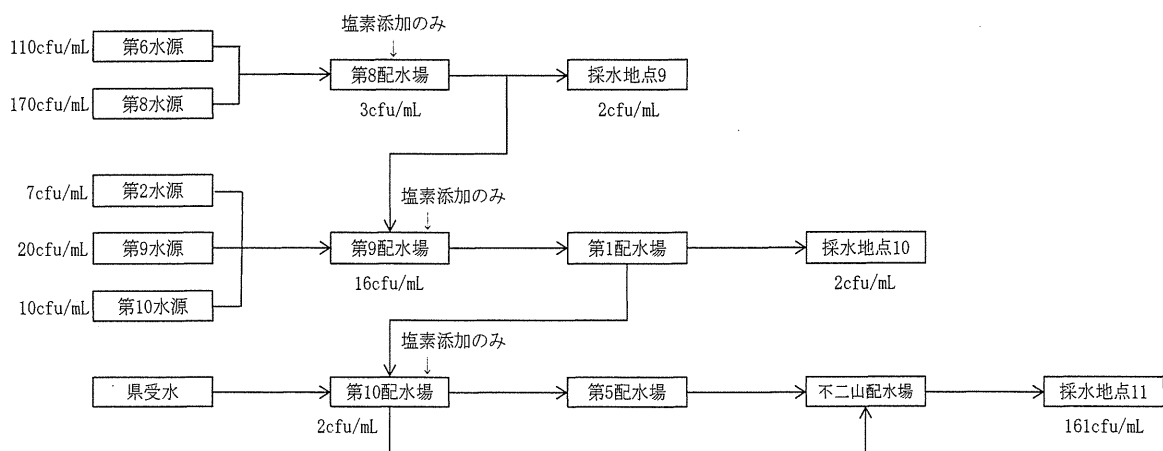 塩素添加のみ
110cfu/mL 第6水源
第8配水場 採水地点9
170cfu/mL 第8水源
3cfu/mL 2cfu/mL
7cfu/mL 第2水源
塩素添加のみ
20cfu/mL 第9水源 第9配水場 第1配水場 採水地点10
16cfu/mL 2cfu/mL
10cfu/mL 第10水源
塩素添加のみ
県受水 第10配水場 第5配水場 不二山配水場 採水地点11
2cfu/mL 161cfu/mL